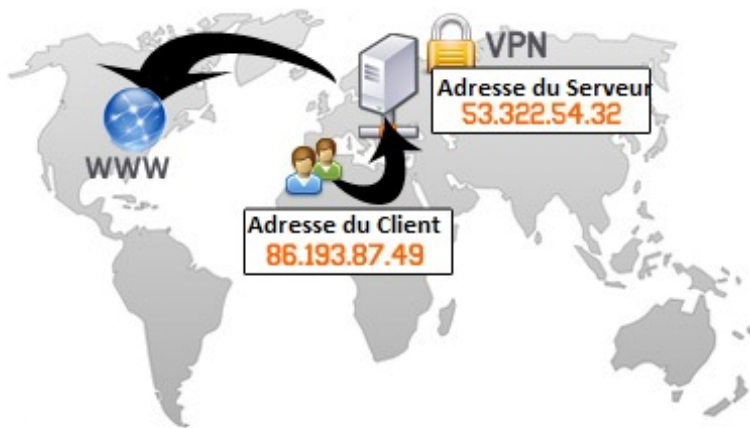 VPN
Adresse du Serveur
53.322.54.32
WWW
Adresse du Client
86.193.87.49